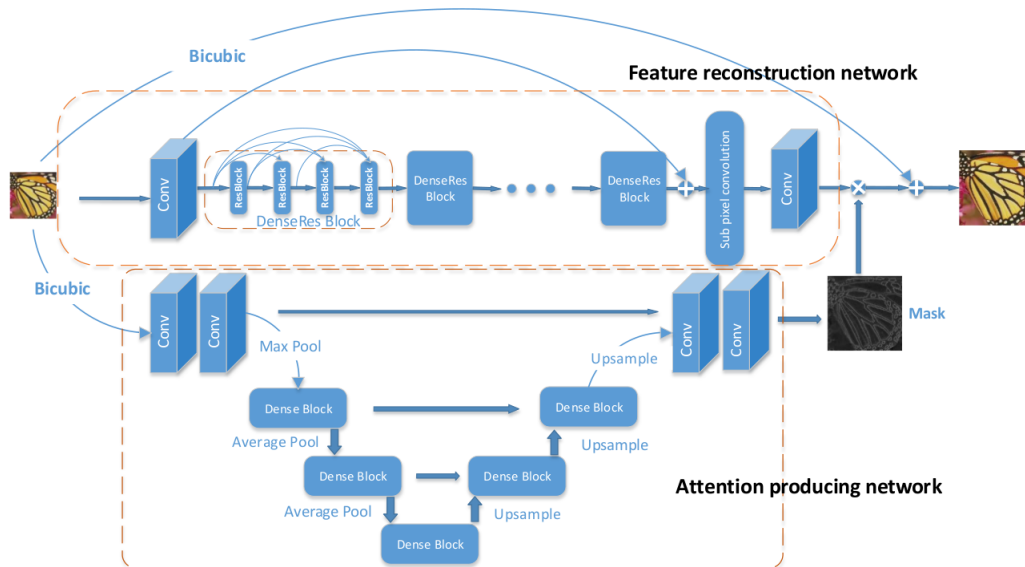 Bicubic
Feature reconstruction network
Conv
ResBlock
ResBlock
ResBlock
ResBlock
DenseRes Block
DenseRes
Block
DenseRes
Block
Sub pixel convolution
Conv
Bicubic
Conv
Conv
Max Pool
Conv
Conv
Mask
Upsample
Dense Block
Dense Block
Average Pool
Upsample
Dense Block
Dense Block
Average Pool
Upsample
Dense Block
Attention producing network